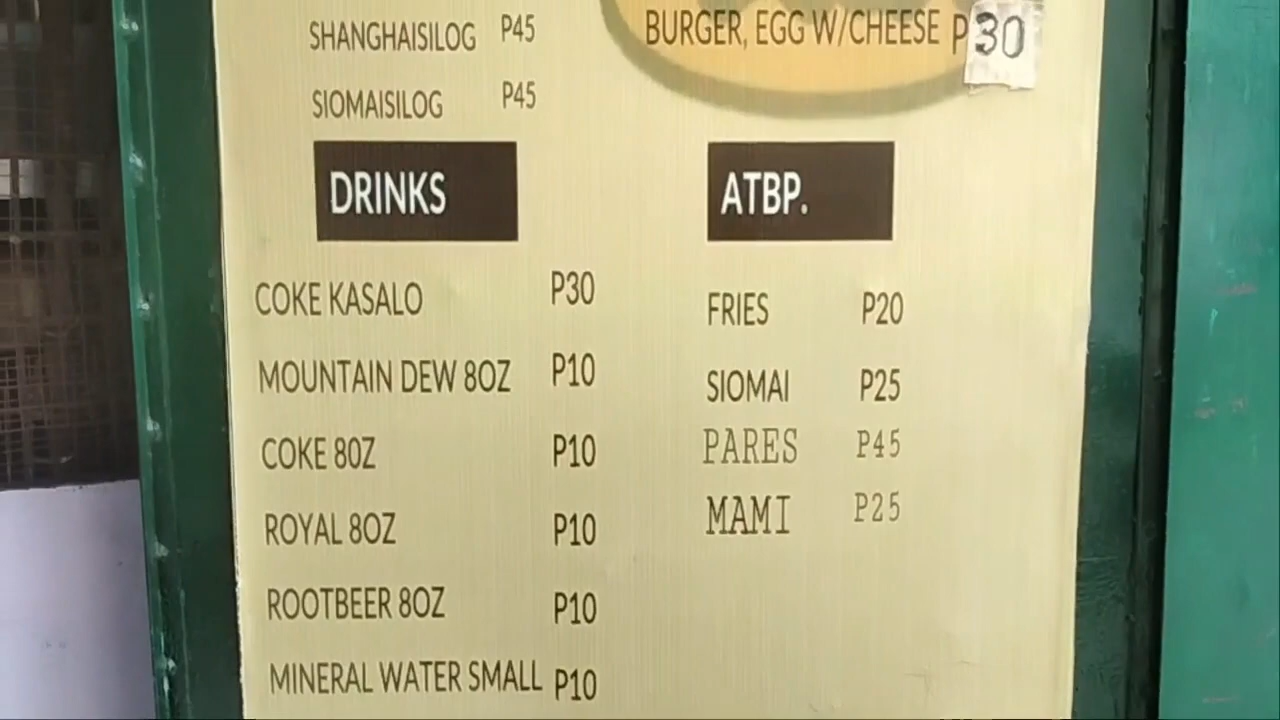 SHANGHAISILOG P45
SIOMAISILOG P45
BURGER, EGG W/CHEESE P30
DRINKS
COKE KASALO P30
MOUNTAIN DEW 8OZ P10
COKE 8OZ P10
ROYAL 8OZ P10
ROOTBEER 8OZ P10
MINERAL WATER SMALL P10
ATBP.
FRIES P20
SIOMAI P25
PARES P45
MAMI P25